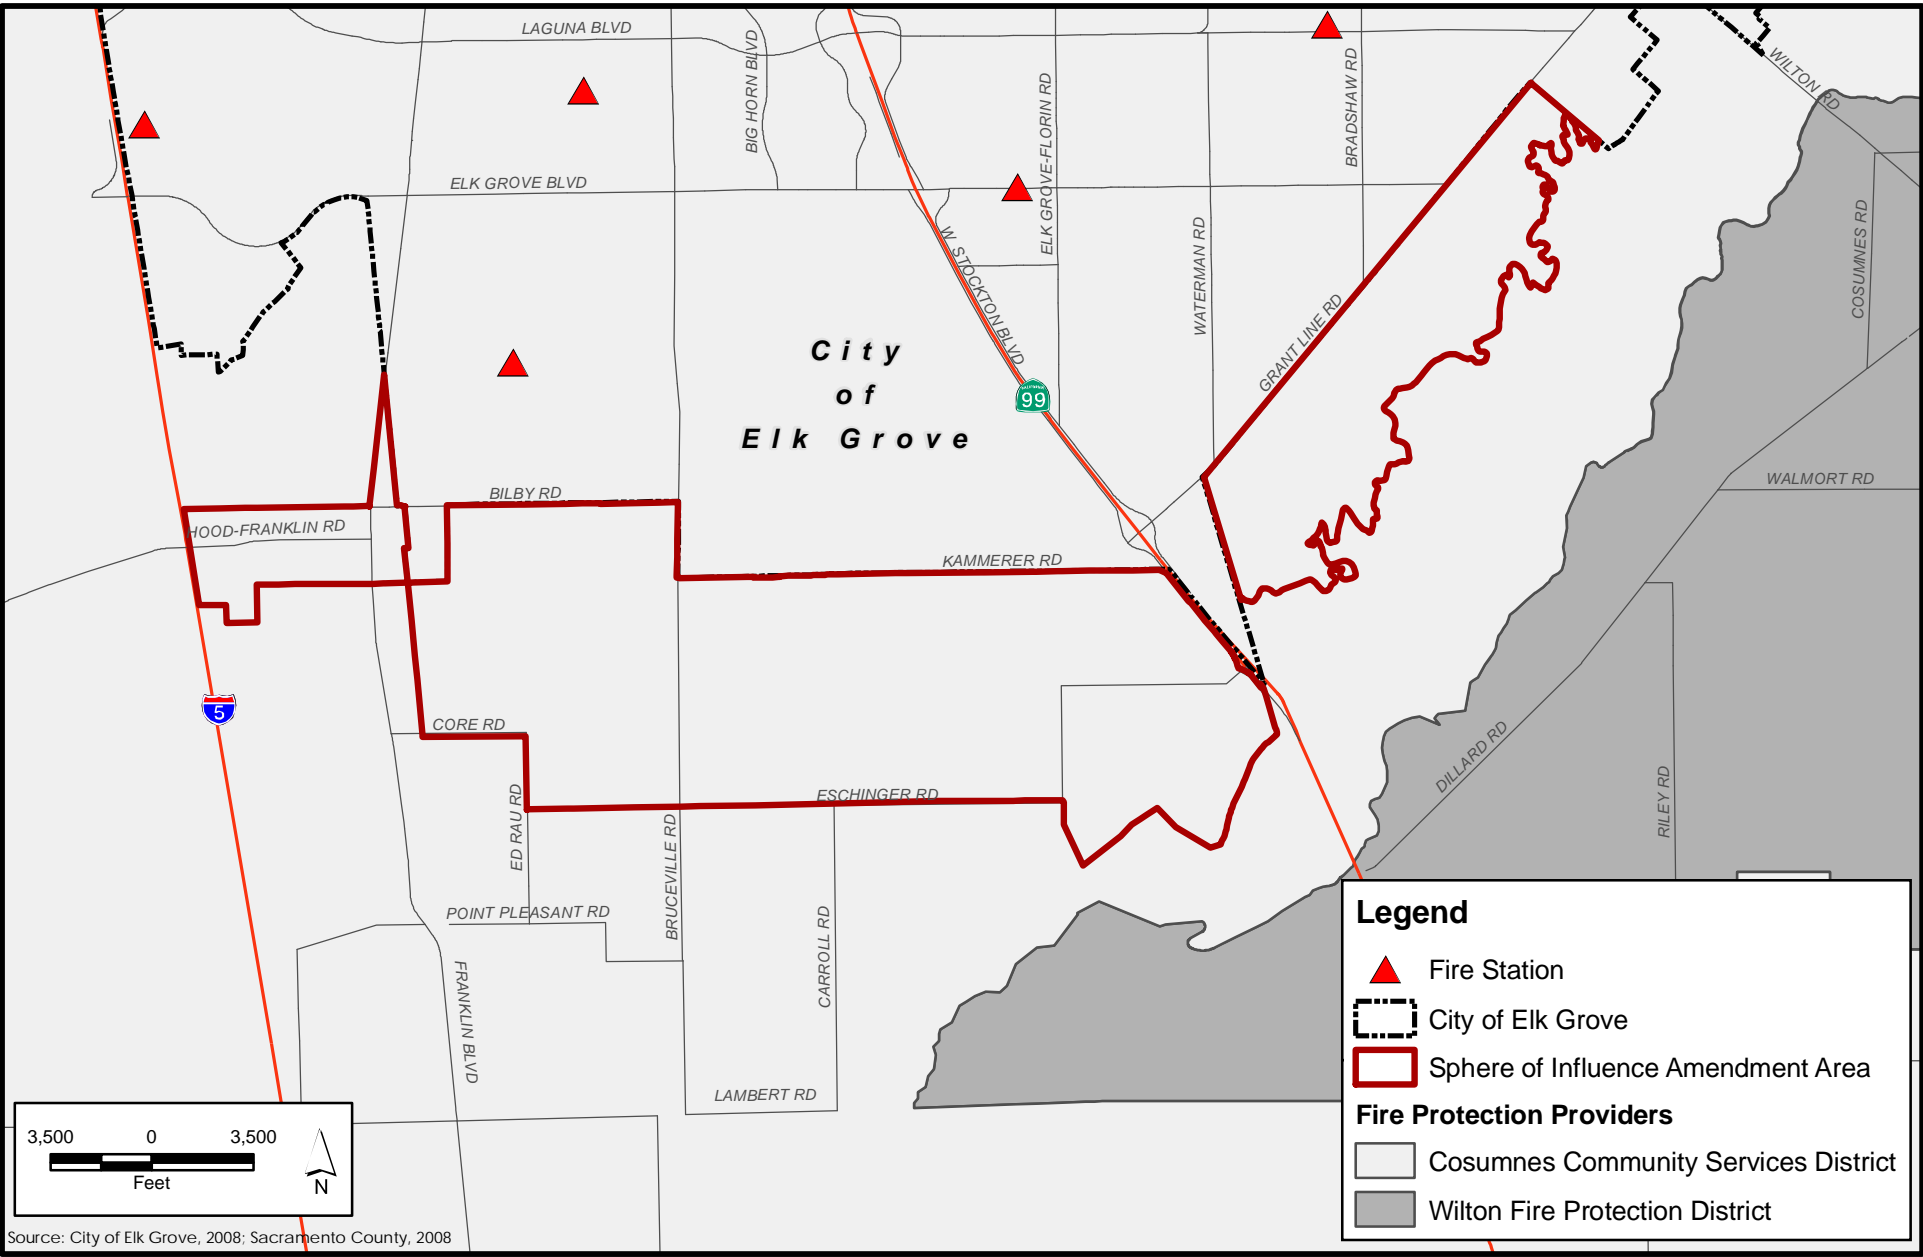 LAGUNA BLVD
BIG HORN BLVD
ELK GROVE-FLORIN RD
BRADSHAW RD
WILTON RD
ELK GROVE BLVD
W. STOCKTON BLVD
WATERMAN RD
GRANT LINE RD
COSUMNES RD
City
of
Elk Grove
99
BILBY RD
HOOD-FRANKLIN RD
KAMMERER RD
WALMORT RD
5
CORE RD
ED RAU RD
BRUCEVILLE RD
ESCHINGER RD
DILLARD RD
RILEY RD
POINT PLEASANT RD
CARROLL RD
FRANKLIN BLVD
LAMBERT RD
Legend
Fire Station
City of Elk Grove
Sphere of Influence Amendment Area
Fire Protection Providers
Cosumnes Community Services District
Wilton Fire Protection District
3,500 0 3,500
Feet
N
Source: City of Elk Grove, 2008; Sacramento County, 2008